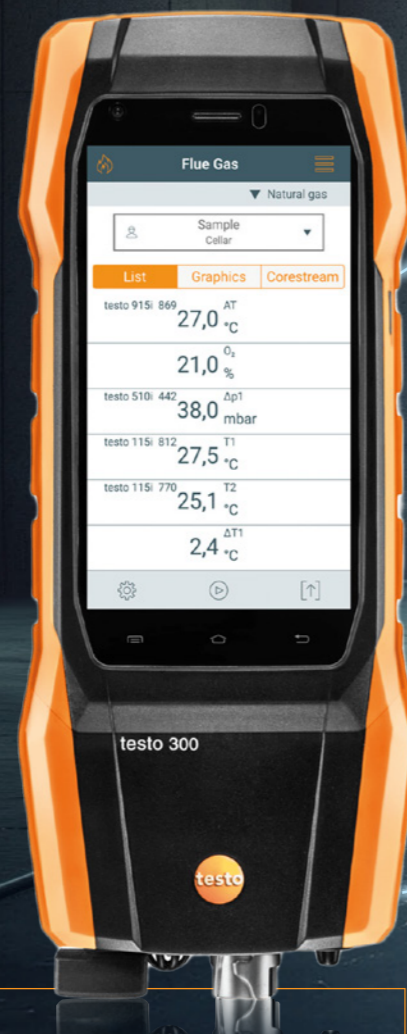 Flue Gas
Natural gas
Sample
Cellar
List Graphics Corestream
testo 915i 869 27,0 AT °C
21,0 O₂ %
testo 510i 442 38,0 Δp1 mbar
testo 115i 812 27,5 T1 °C
testo 115i 770 25,1 T2 °C
2,4 ΔT1 °C
testo 300
testo